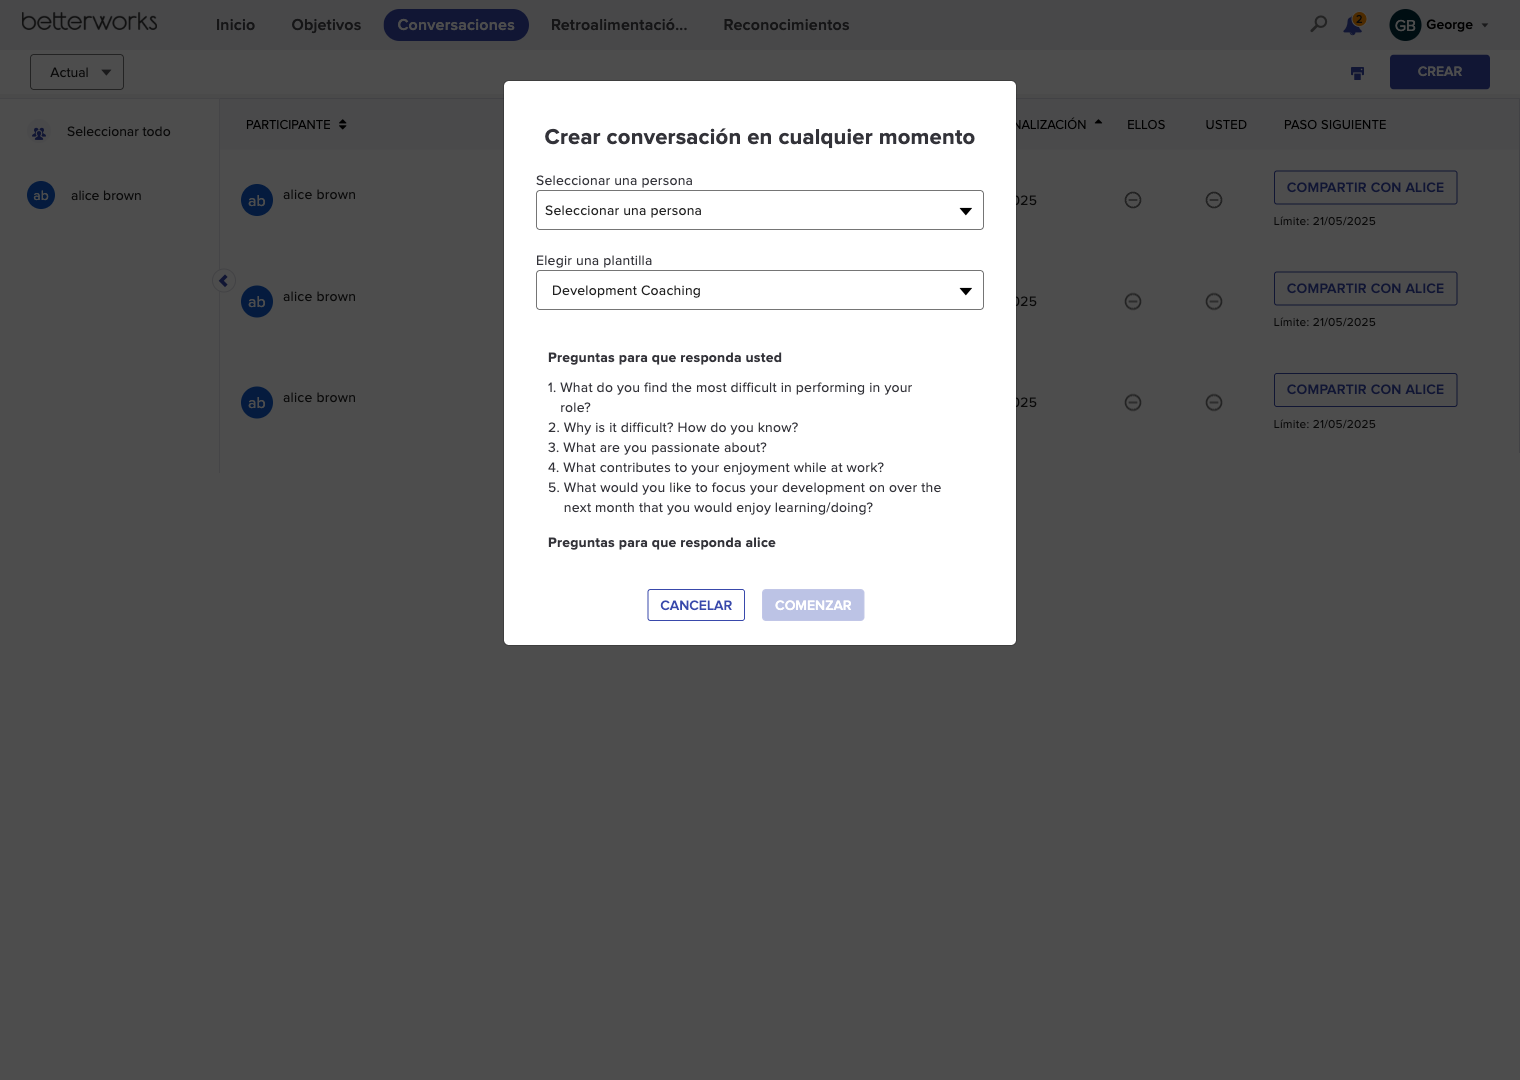 betterworks
Inicio
Objetivos
Conversaciones
Retroalimentació...
Reconocimientos
2
GB
George
Actual
CREAR
Seleccionar todo
ab
alice brown
PARTICIPANTE
NALIZACIÓN
ELLOS
USTED
PASO SIGUIENTE
ab
alice brown
025
COMPARTIR CON ALICE
Límite: 21/05/2025
ab
alice brown
025
COMPARTIR CON ALICE
Límite: 21/05/2025
ab
alice brown
025
COMPARTIR CON ALICE
Límite: 21/05/2025
Crear conversación en cualquier momento
Seleccionar una persona
Seleccionar una persona
Elegir una plantilla
Development Coaching
Preguntas para que responda usted
1. What do you find the most difficult in performing in your
role?
2. Why is it difficult? How do you know?
3. What are you passionate about?
4. What contributes to your enjoyment while at work?
5. What would you like to focus your development on over the
next month that you would enjoy learning/doing?
Preguntas para que responda alice
CANCELAR
COMENZAR